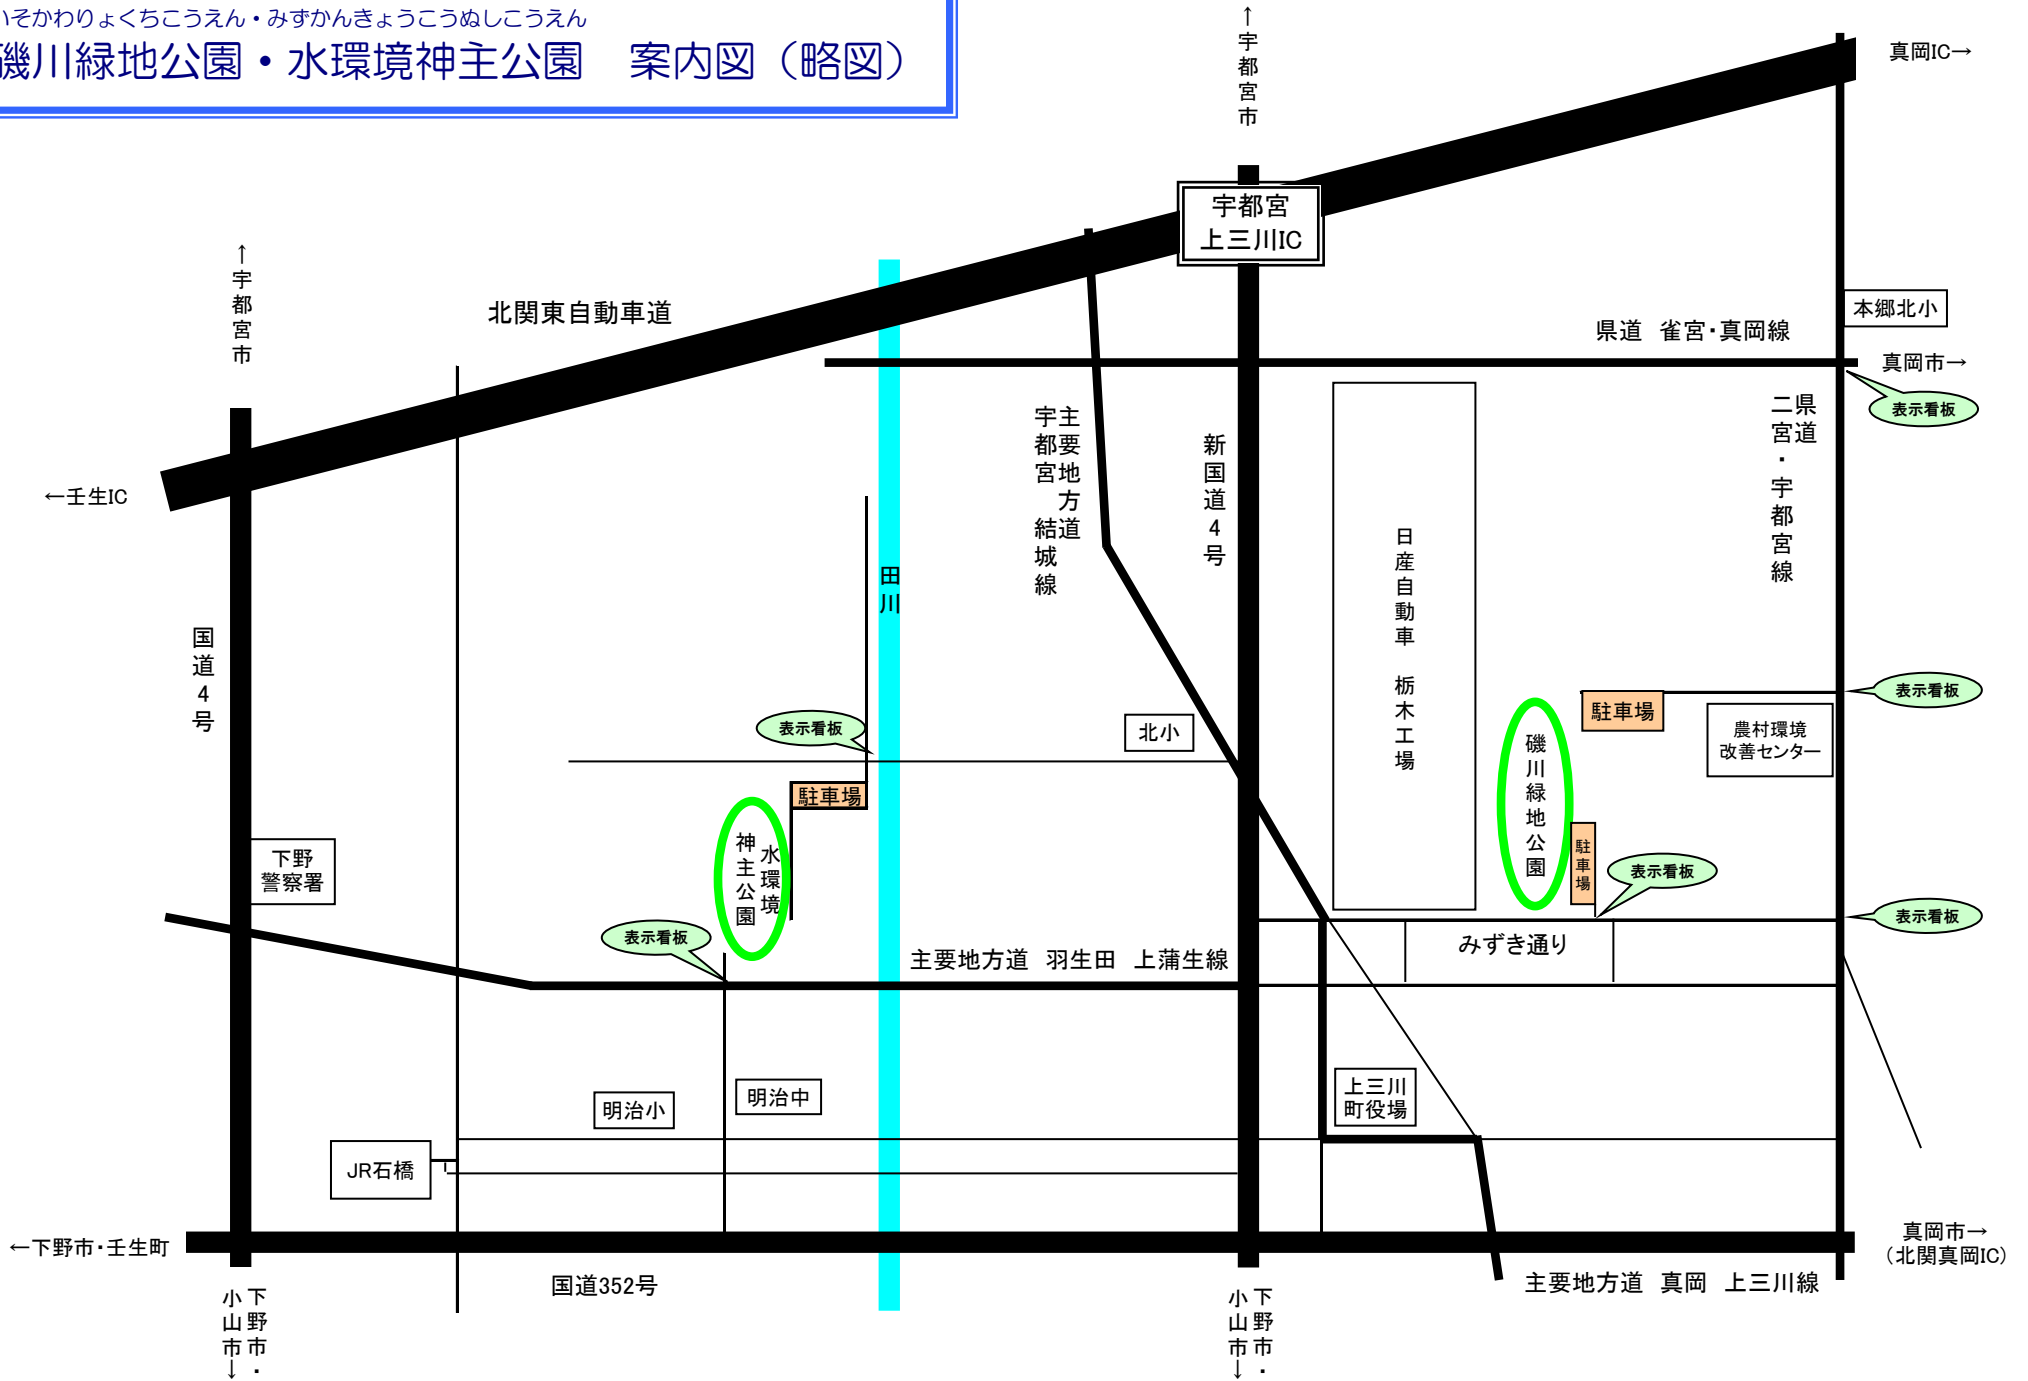 いそかわりょくちこうえん・みずかんきょうこうぬしこうえん
磯川緑地公園・水環境神主公園　案内図（略図）
↑宇都宮市
真岡IC→
宇都宮
上三川IC
↑宇都宮市
北関東自動車道
本郷北小
県道　雀宮・真岡線
真岡市→
表示看板
←壬生IC
主要地方道
宇都宮　結城線
新国道4号
県道
二宮・宇都宮線
日産自動車　栃木工場
田川
国道4号
表示看板
北小
表示看板
駐車場
農村環境
改善センター
磯川緑地公園
駐車場
水環境
神主公園
下野
警察署
駐車場
表示看板
表示看板
表示看板
みずき通り
主要地方道　羽生田　上蒲生線
上三川
町役場
明治小
明治中
JR石橋
←下野市・壬生町
真岡市→
（北関真岡IC）
国道352号
主要地方道　真岡　上三川線
下野市・
小山市↓
下野市・
小山市↓